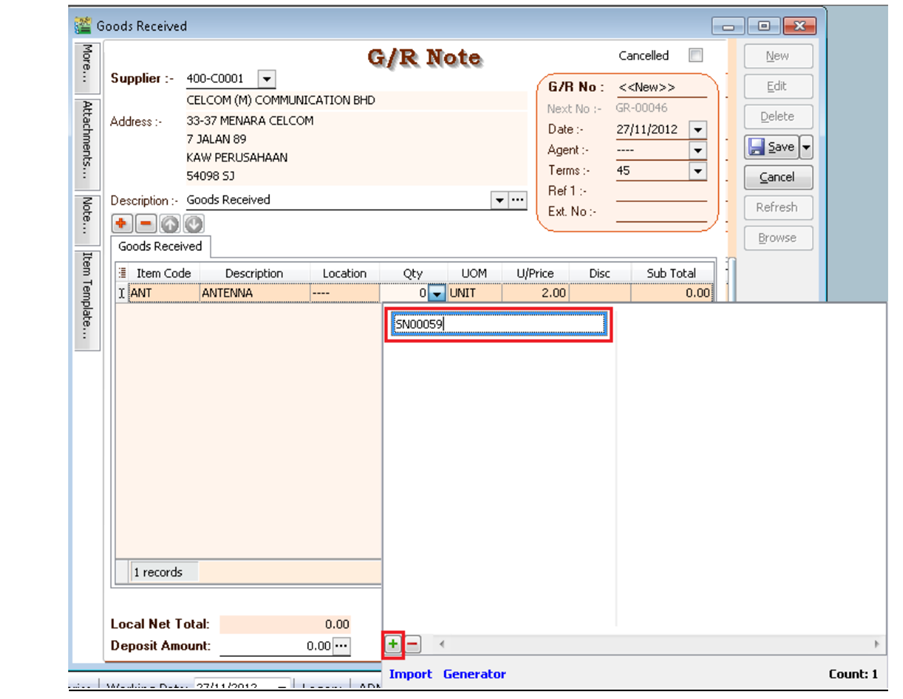 Goods Received
More...
Attachments...
Note...
Item Template...
G/R Note
Cancelled
Supplier :- 400-C0001
CELCOM (M) COMMUNICATION BHD
Address :- 33-37 MENARA CELCOM
7 JALAN 89
KAW PERUSAHAAN
54098 SJ
Description :- Goods Received
G/R No : <<New>>
Next No :- GR-00046
Date :- 27/11/2012
Agent :- ----
Terms :- 45
Ref 1 :-
Ext. No :-
New
Edit
Delete
Save
Cancel
Refresh
Browse
Goods Received
Item Code Description Location Qty UOM U/Price Disc Sub Total
ANT ANTENNA ---- 0 UNIT 2.00 0.00
SN00059
1 records
Local Net Total: 0.00
Deposit Amount: 0.00
Import Generator Count: 1
Working Date: 27/11/2012